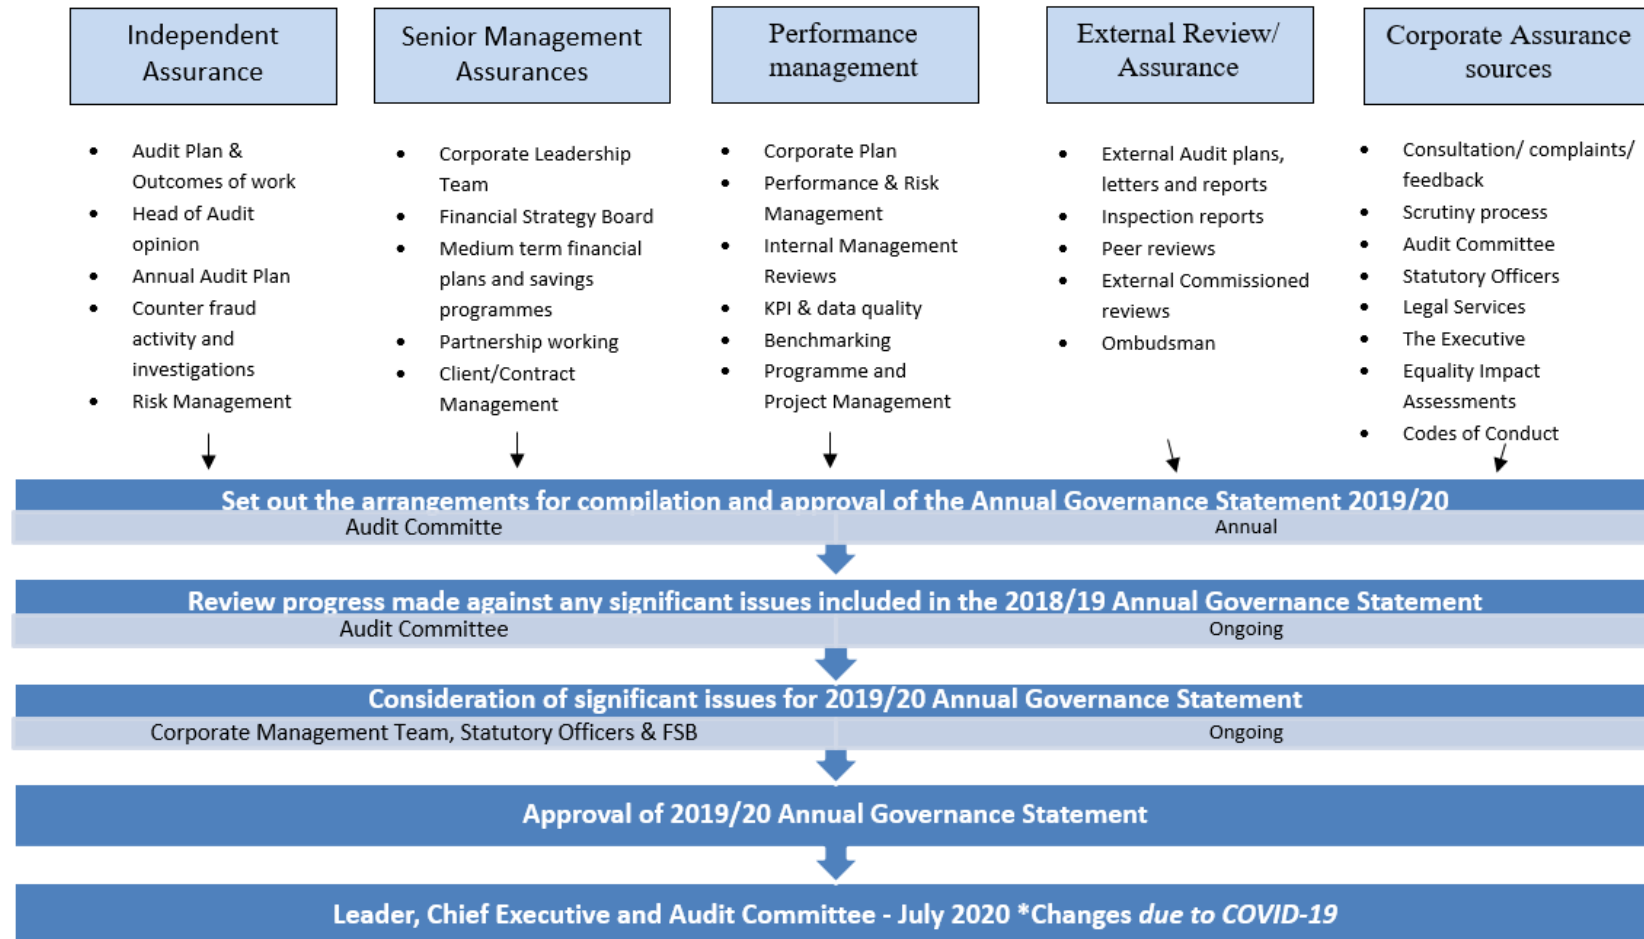 Independent
Assurance
Senior Management
Assurances
Performance
management
External Review/
Assurance
Corporate Assurance
sources
• Audit Plan &
Outcomes of work
• Head of Audit
opinion
• Annual Audit Plan
• Counter fraud
activity and
investigations
• Risk Management
• Corporate Leadership
Team
• Financial Strategy Board
• Medium term financial
plans and savings
programmes
• Partnership working
• Client/Contract
Management
• Corporate Plan
• Performance & Risk
Management
• Internal Management
Reviews
• KPI & data quality
• Benchmarking
• Programme and
Project Management
• External Audit plans,
letters and reports
• Inspection reports
• Peer reviews
• External Commissioned
reviews
• Ombudsman
• Consultation/ complaints/
feedback
• Scrutiny process
• Audit Committee
• Statutory Officers
• Legal Services
• The Executive
• Equality Impact
Assessments
• Codes of Conduct
Set out the arrangements for compilation and approval of the Annual Governance Statement 2019/20
Audit Committe
Annual
Review progress made against any significant issues included in the 2018/19 Annual Governance Statement
Audit Committee
Ongoing
Consideration of significant issues for 2019/20 Annual Governance Statement
Corporate Management Team, Statutory Officers & FSB
Ongoing
Approval of 2019/20 Annual Governance Statement
Leader, Chief Executive and Audit Committee - July 2020 *Changes due to COVID-19